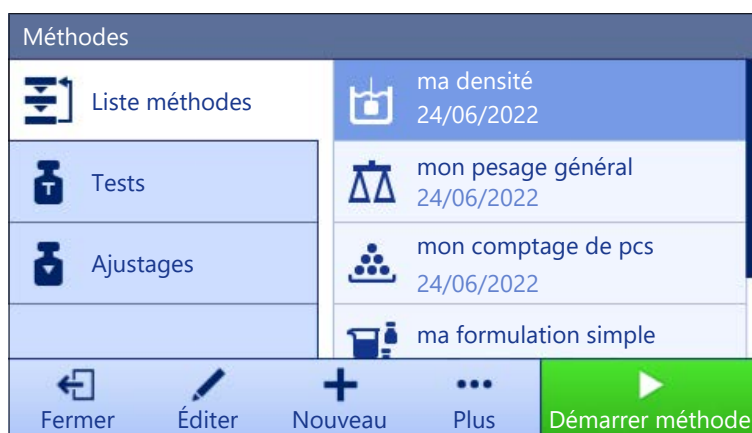 Méthodes
Liste méthodes
Tests
Ajustages
ma densité
24/06/2022
mon pesage général
24/06/2022
mon comptage de pcs
24/06/2022
ma formulation simple
Fermer
Éditer
Nouveau
Plus
Démarrer méthode